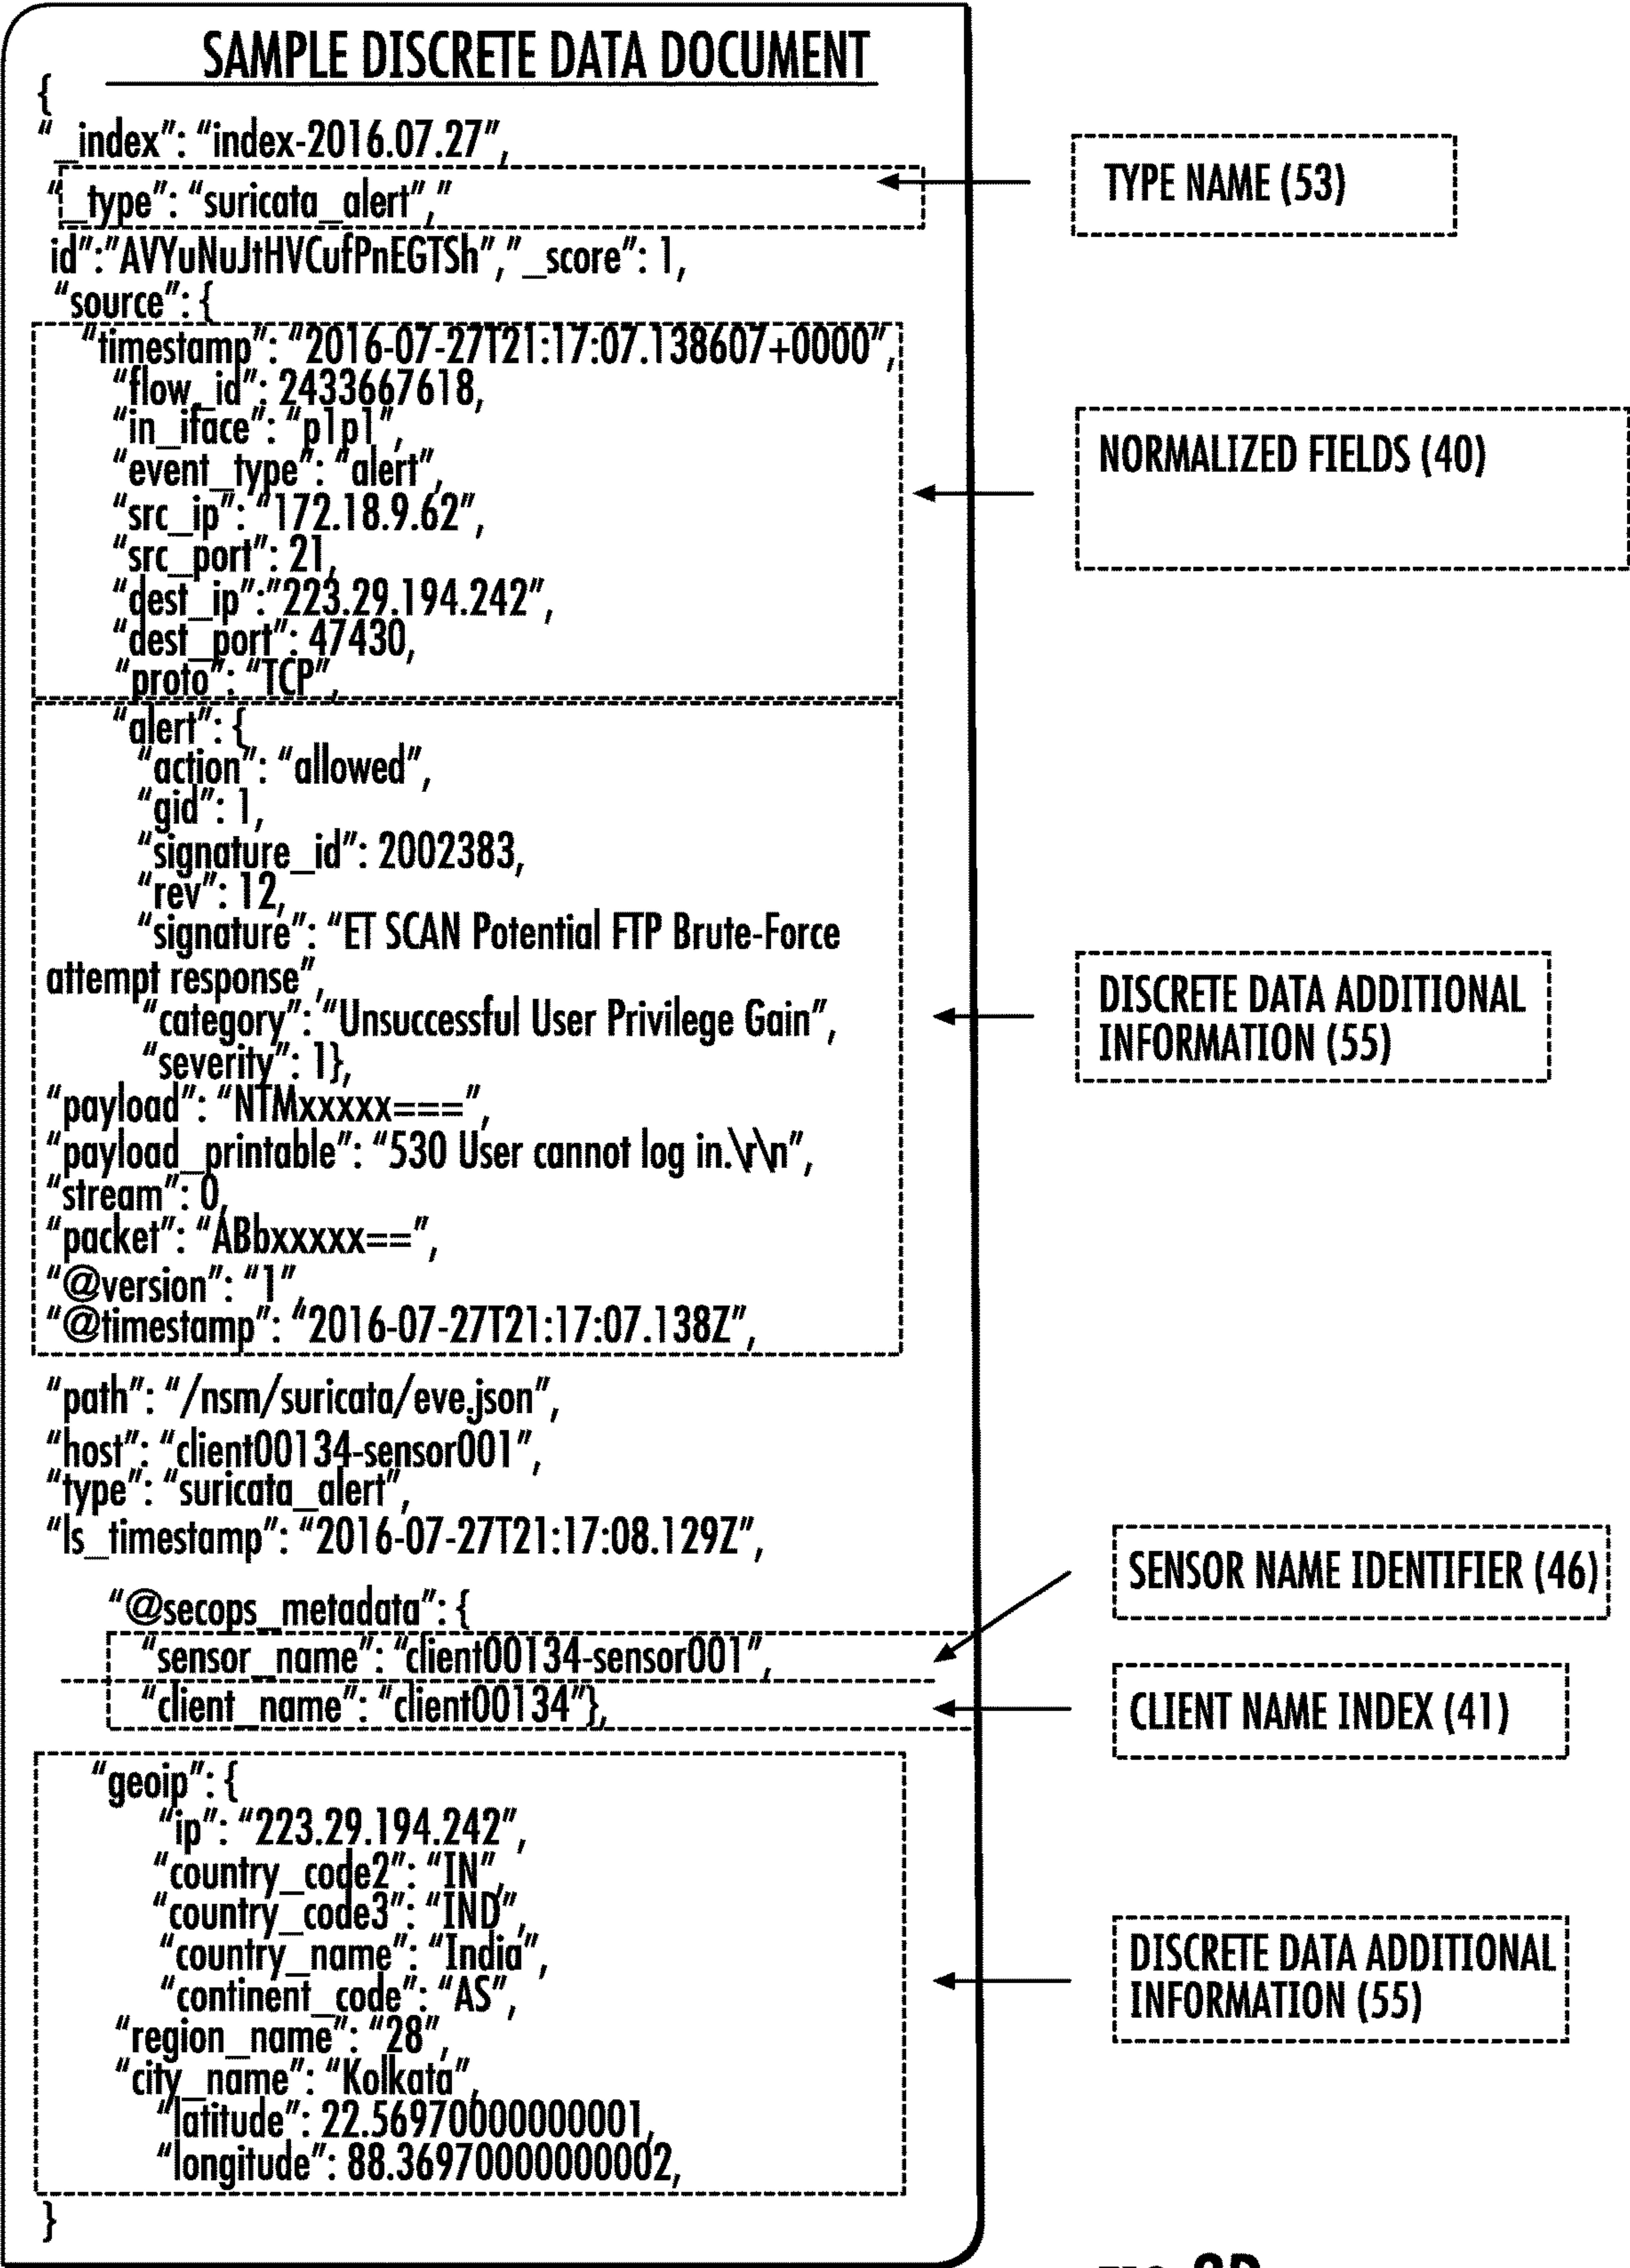 SAMPLE DISCRETE DATA DOCUMENT
{
“_index”: “index-2016.07.27”,
“_type”: “suricata_alert”,”
id”:”AVYuNuJtHVCufPnEGTSh”,”_score”: 1,
“source”: {
“timestamp”: “2016-07-27T21:17:07.138607+0000”,
“flow_id”: 2433667618,
“in_iface”: “p1p1”,
“event_type”: “alert”,
“src_ip”: “172.18.9.62”,
“src_port”: 21,
“dest_ip”:”223.29.194.242”,
“dest_port”: 47430,
“proto”: “TCP”,
“alert”: {
“action”: “allowed”,
“gid”: 1,
“signature_id”: 2002383,
“rev”: 12,
“signature”: “ET SCAN Potential FTP Brute-Force
attempt response”,
“category”: “Unsuccessful User Privilege Gain”,
“severity”: 1},
“payload”: “NTMxxxxx===”,
“payload_printable”: “530 User cannot log in.\r\n”,
“stream”: 0,
“packet”: “ABbxxxxx==”,
“@version”: “1”,
“@timestamp”: “2016-07-27T21:17:07.138Z”,
“path”: “/nsm/suricata/eve.json”,
“host”: “client00134-sensor001”,
“type”: “suricata_alert”,
“ls_timestamp”: “2016-07-27T21:17:08.129Z”,
“@secops_metadata”: {
“sensor_name”: “client00134-sensor001”,
“client_name”: “client00134”},
“geoip”: {
“ip”: “223.29.194.242”,
“country_code2”: “IN”,
“country_code3”: “IND”,
“country_name”: “India”,
“continent_code”: “AS”,
“region_name”: “28”,
“city_name”: “Kolkata”,
“latitude”: 22.56970000000001,
“longitude”: 88.36970000000002,
}
TYPE NAME (53)
NORMALIZED FIELDS (40)
DISCRETE DATA ADDITIONAL
INFORMATION (55)
SENSOR NAME IDENTIFIER (46)
CLIENT NAME INDEX (41)
DISCRETE DATA ADDITIONAL
INFORMATION (55)